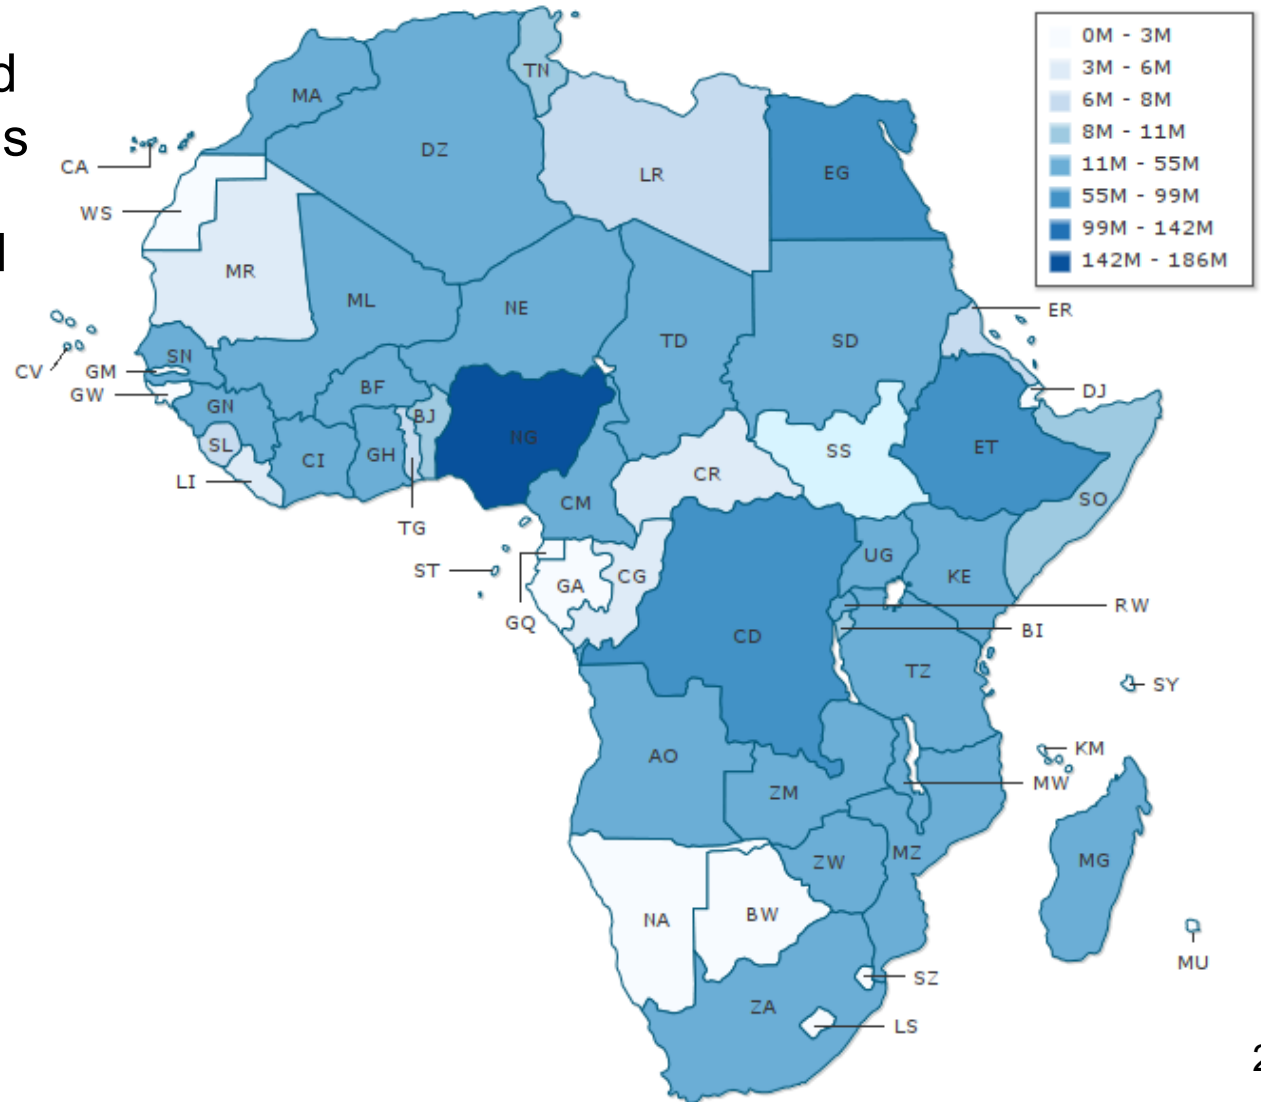 d
s
l
0M - 3M
3M - 6M
6M - 8M
8M - 11M
11M - 55M
55M - 99M
99M - 142M
142M - 186M
TN
MA
DZ
CA
LR
EG
WS
MR
ML
NE
ER
TD
SD
CV
SN
GM
GW
BF
DJ
GN
BJ
NG
SL
CI
GH
SS
ET
LI
CR
SO
CM
TG
UG
ST
GA
CG
KE
RW
GQ
CD
BI
TZ
SY
AO
KM
MW
ZM
MZ
ZW
MG
NA
BW
MU
SZ
ZA
LS
2